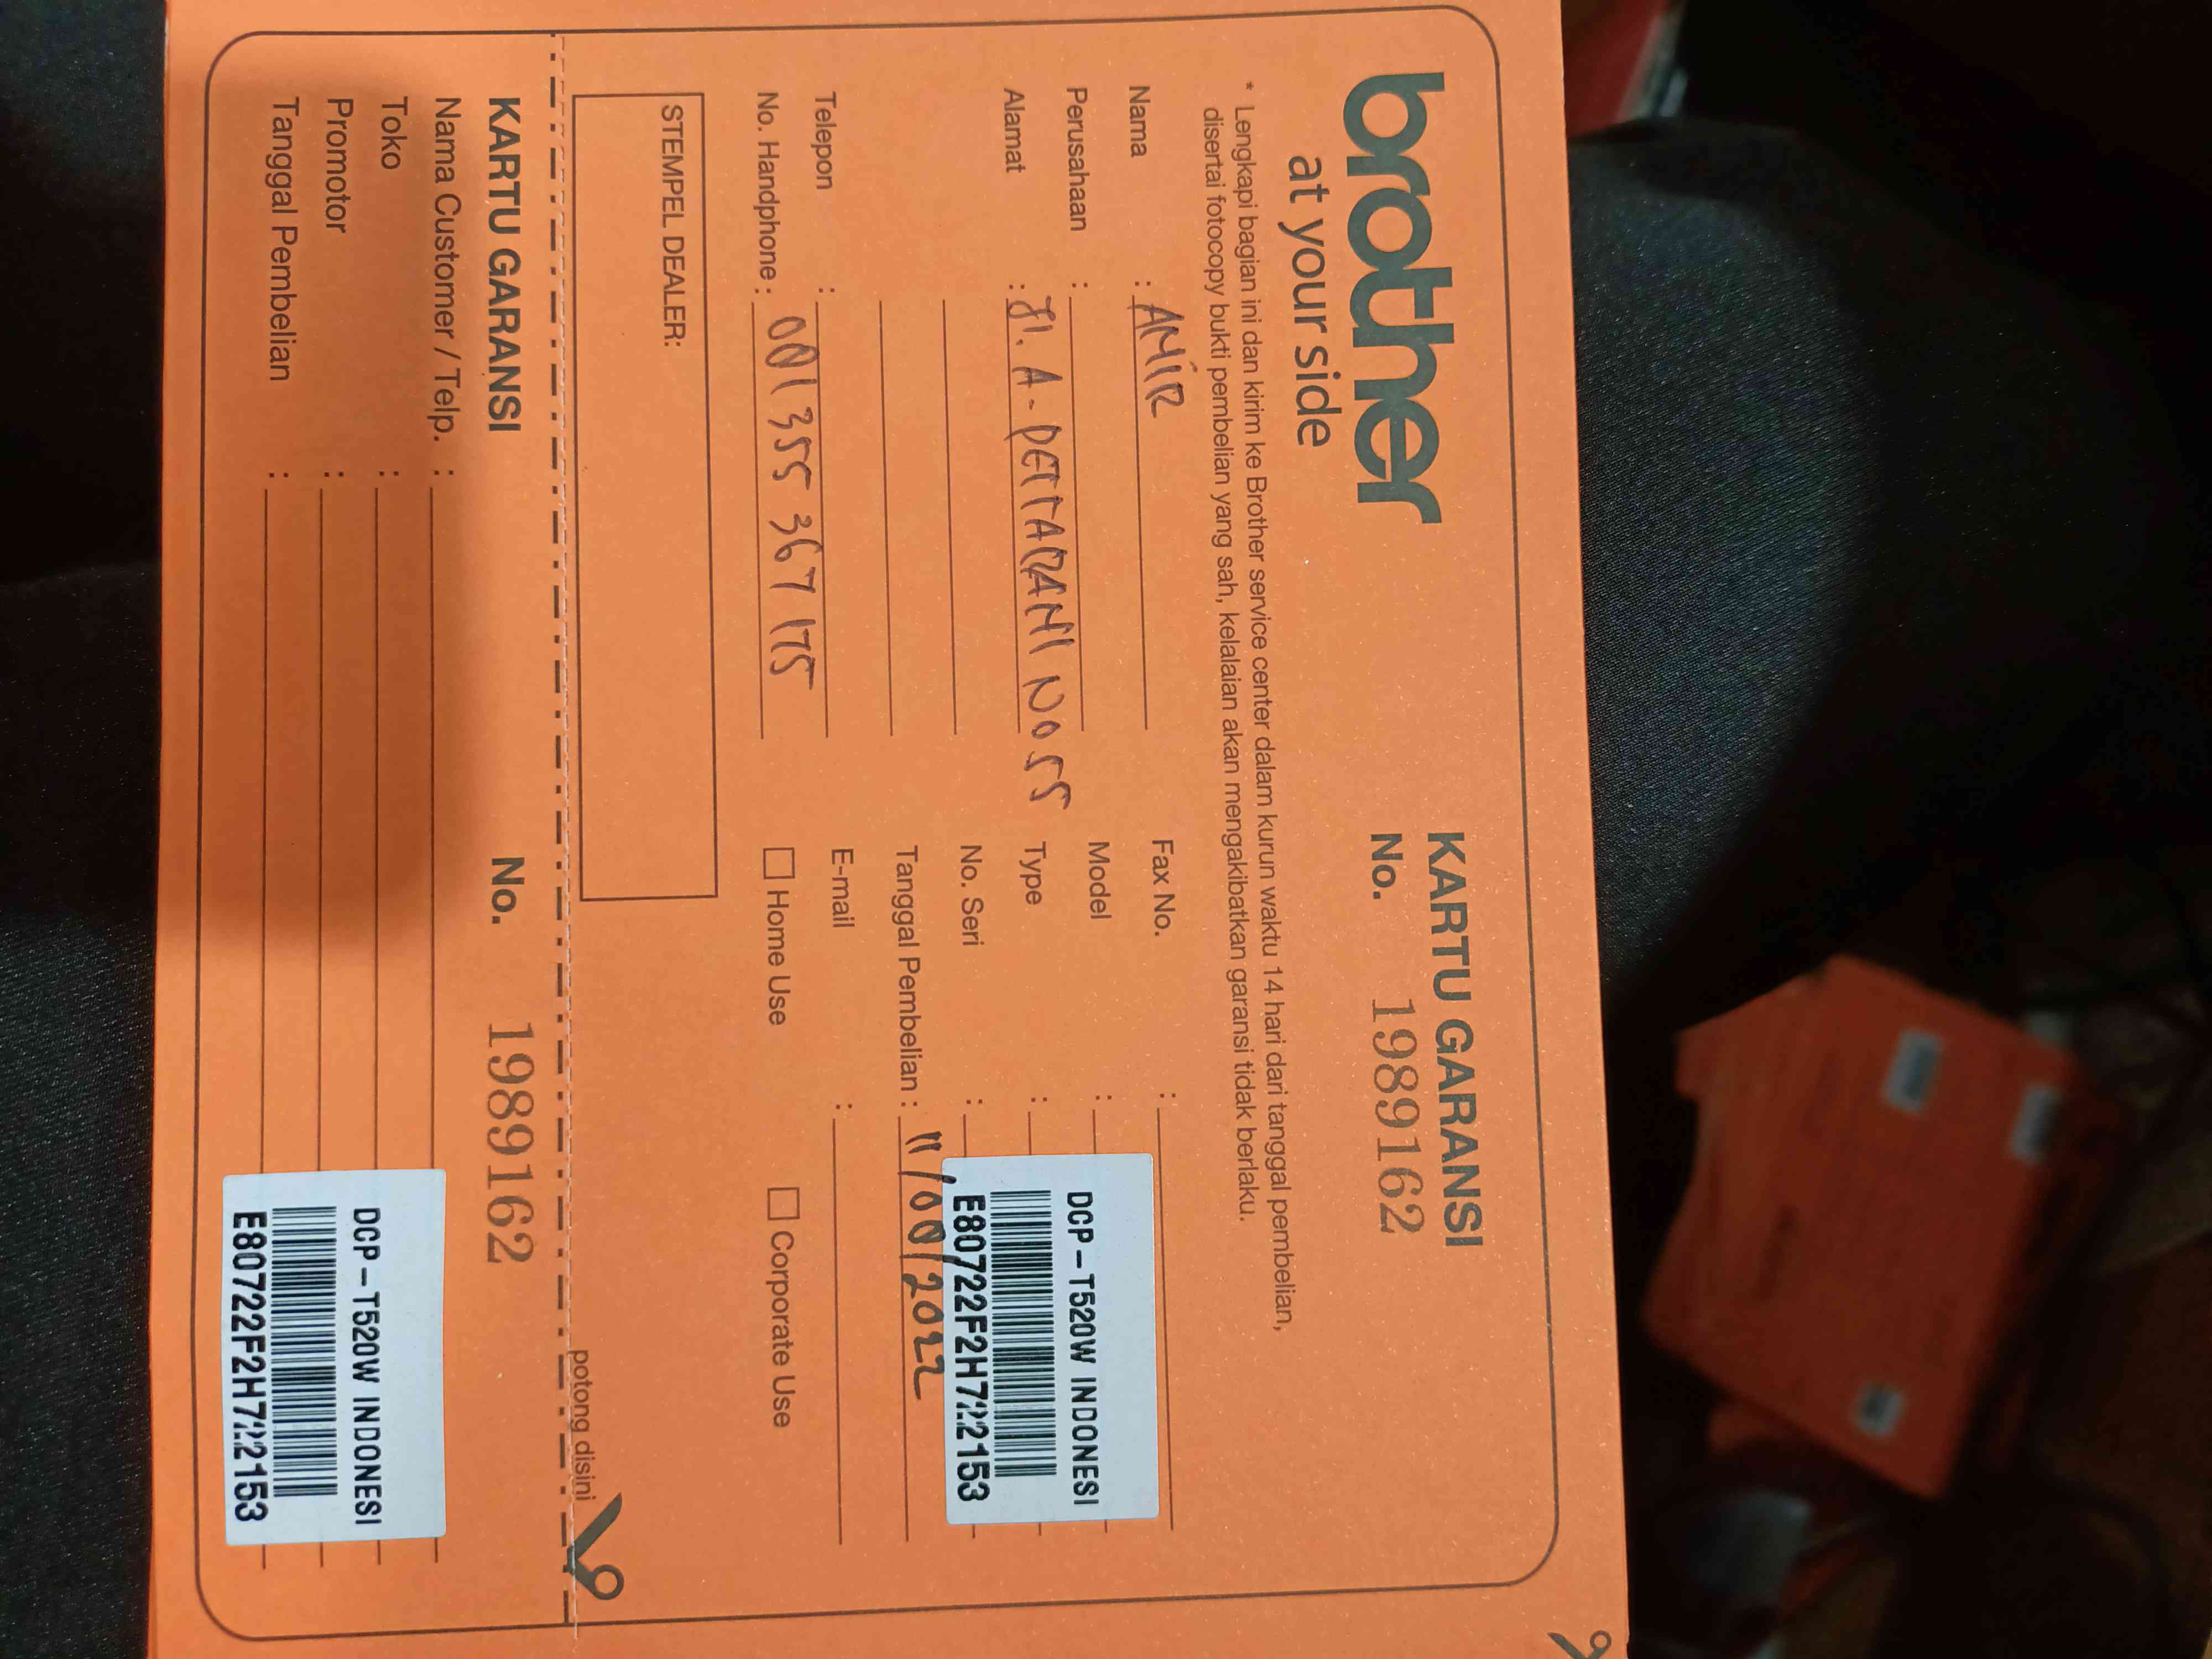 brother
at your side
KARTU GARANSI
No. 1989162
* Lengkapi bagian ini dan kirim ke Brother service center dalam kurun waktu 14 hari dari tanggal pembelian,
disertai fotocopy bukti pembelian yang sah, kelalaian akan mengakibatkan garansi tidak berlaku.
Nama : AMIR
Perusahaan :
Alamat : Jl. A. PETTARANI NO 55
Telepon :
No. Handphone : 081 355 367 175
Fax No. :
Model :
Type :
No. Seri :
DCP-T520W INDONESI
E80722F2H722153
Tanggal Pembelian : 11/08/2022
E-mail :
Home Use
Corporate Use
STEMPEL DEALER:
potong disini
KARTU GARANSI
No. 1989162
Nama Customer / Telp. :
Toko :
Promotor :
Tanggal Pembelian :
DCP-T520W INDONESI
E80722F2H722153